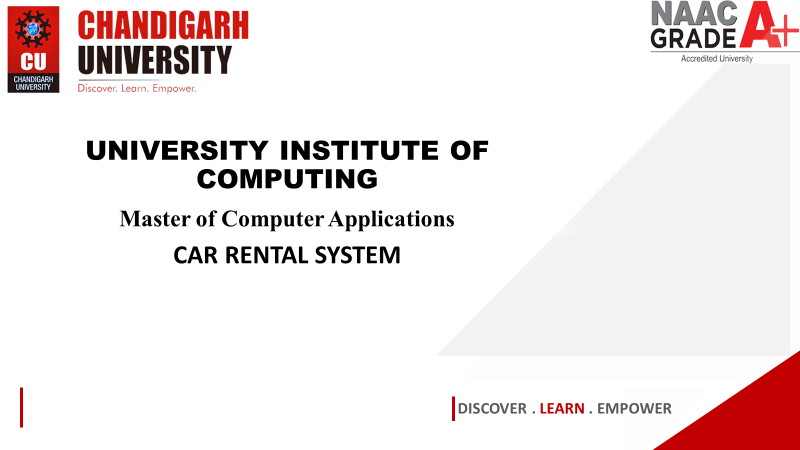 CHANDIGARH
UNIVERSITY
Discover. Learn. Empower.
CU
CHANDIGARH
UNIVERSITY
NAAC
GRADE A+
Accredited University
UNIVERSITY INSTITUTE OF
COMPUTING
Master of Computer Applications
CAR RENTAL SYSTEM
DISCOVER . LEARN . EMPOWER